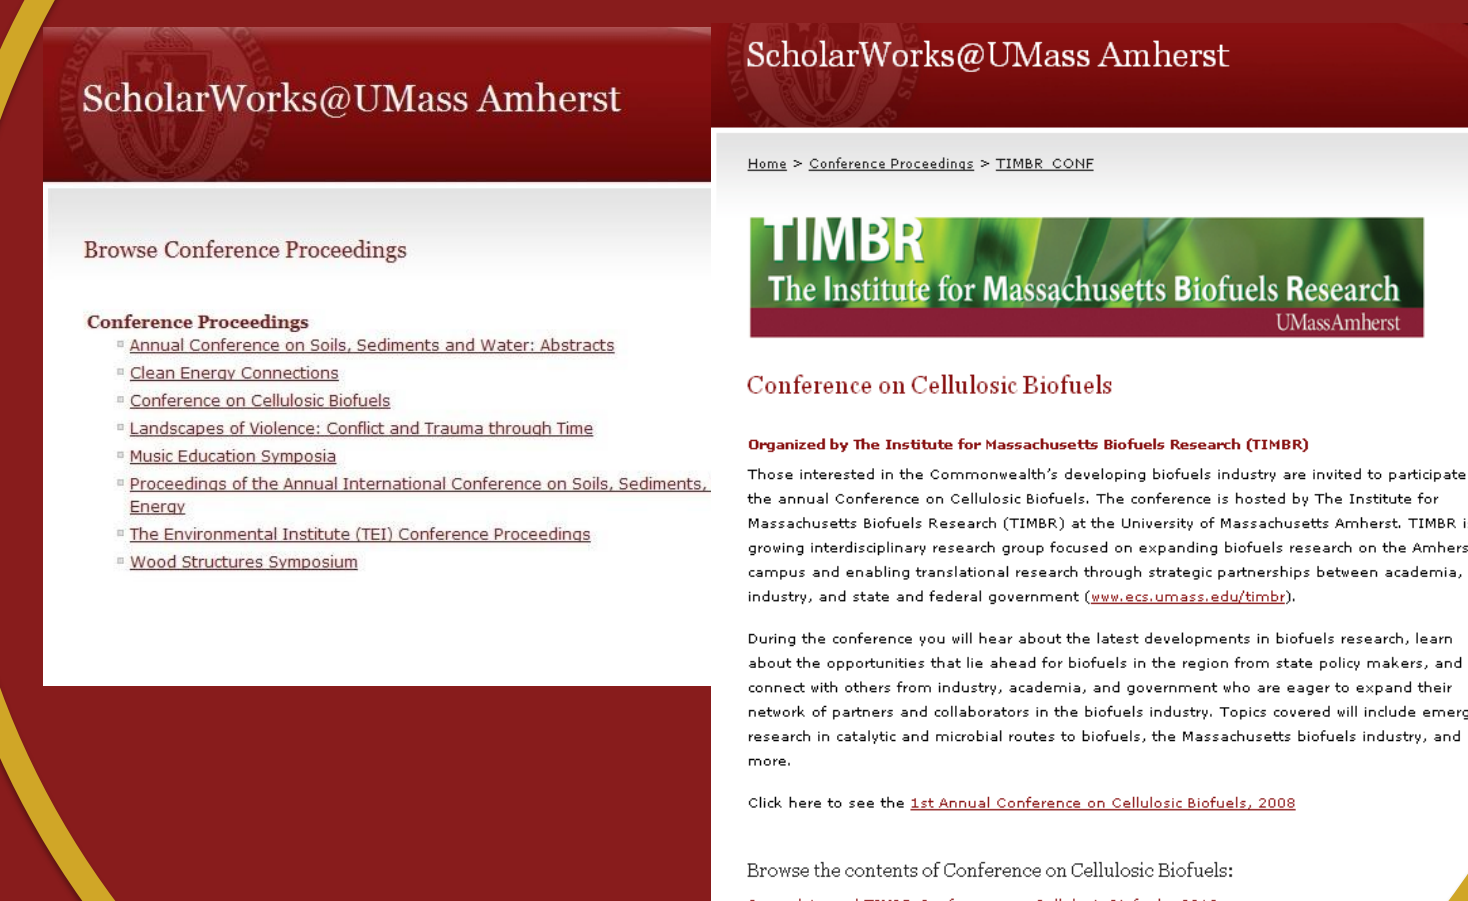 ScholarWorks@UMass Amherst
Browse Conference Proceedings
Conference Proceedings
Annual Conference on Soils, Sediments and Water: Abstracts
Clean Energy Connections
Conference on Cellulosic Biofuels
Landscapes of Violence: Conflict and Trauma through Time
Music Education Symposia
Proceedings of the Annual International Conference on Soils, Sediments,
Energy
The Environmental Institute (TEI) Conference Proceedings
Wood Structures Symposium
ScholarWorks@UMass Amherst
Home > Conference Proceedings > TIMBR_CONF
TIMBR
The Institute for Massachusetts Biofuels Research
UMassAmherst
Conference on Cellulosic Biofuels
Organized by The Institute for Massachusetts Biofuels Research (TIMBR)
Those interested in the Commonwealth's developing biofuels industry are invited to participate
the annual Conference on Cellulosic Biofuels. The conference is hosted by The Institute for
Massachusetts Biofuels Research (TIMBR) at the University of Massachusetts Amherst. TIMBR
growing interdisciplinary research group focused on expanding biofuels research on the Amhers
campus and enabling translational research through strategic partnerships between academia,
industry, and state and federal government (www.ecs.umass.edu/timbr).
During the conference you will hear about the latest developments in biofuels research, learn
about the opportunities that lie ahead for biofuels in the region from state policy makers, and
connect with others from industry, academia, and government who are eager to expand their
network of partners and collaborators in the biofuels industry. Topics covered will include emerg
research in catalytic and microbial routes to biofuels, the Massachusetts biofuels industry, and
more.
Click here to see the 1st Annual Conference on Cellulosic Biofuels, 2008
Browse the contents of Conference on Cellulosic Biofuels: